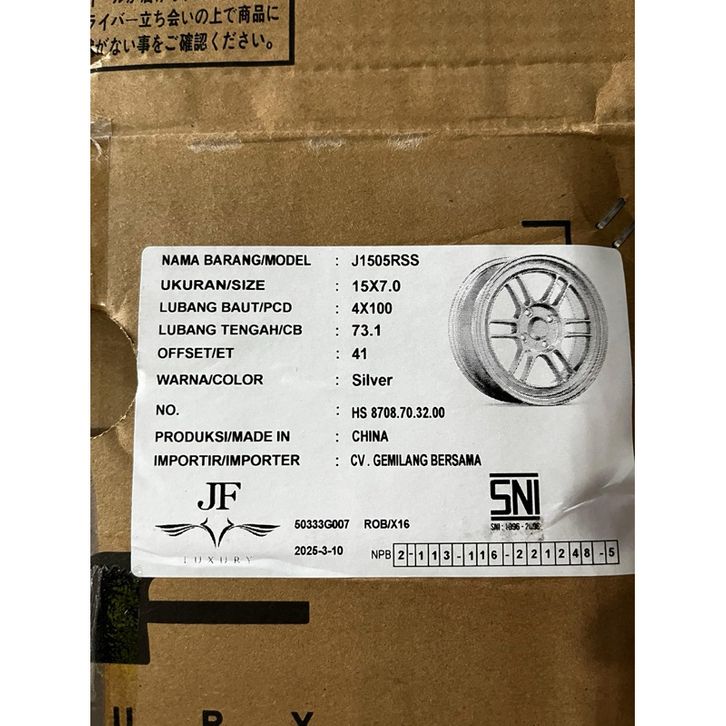 ライバー立ち会いの上で商品に
がない事をご確認ください。
NAMA BARANG/MODEL : J1505RSS
UKURAN/SIZE : 15X7.0
LUBANG BAUT/PCD : 4X100
LUBANG TENGAH/CB : 73.1
OFFSET/ET : 41
WARNA/COLOR : Silver
NO. : HS 8708.70.32.00
PRODUKSI/MADE IN : CHINA
IMPORTIR/IMPORTER : CV. GEMILANG BERSAMA
JF
LUXURY
50333G007 ROB/X16
2025-3-10
SNI
NPB 2-113-116-221248-5
U R Y